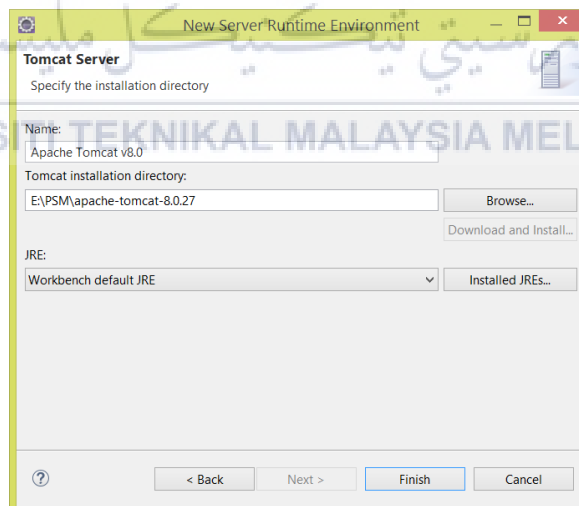 New Server Runtime Environment
Tomcat Server
Specify the installation directory
TEKNIKAL MALAYSIA MEL
Name:
Apache Tomcat v8.0
Tomcat installation directory:
E:\PSM\apache-tomcat-8.0.27
Browse...
Download and Install...
JRE:
Workbench default JRE
Installed JREs...
< Back
Next >
Finish
Cancel